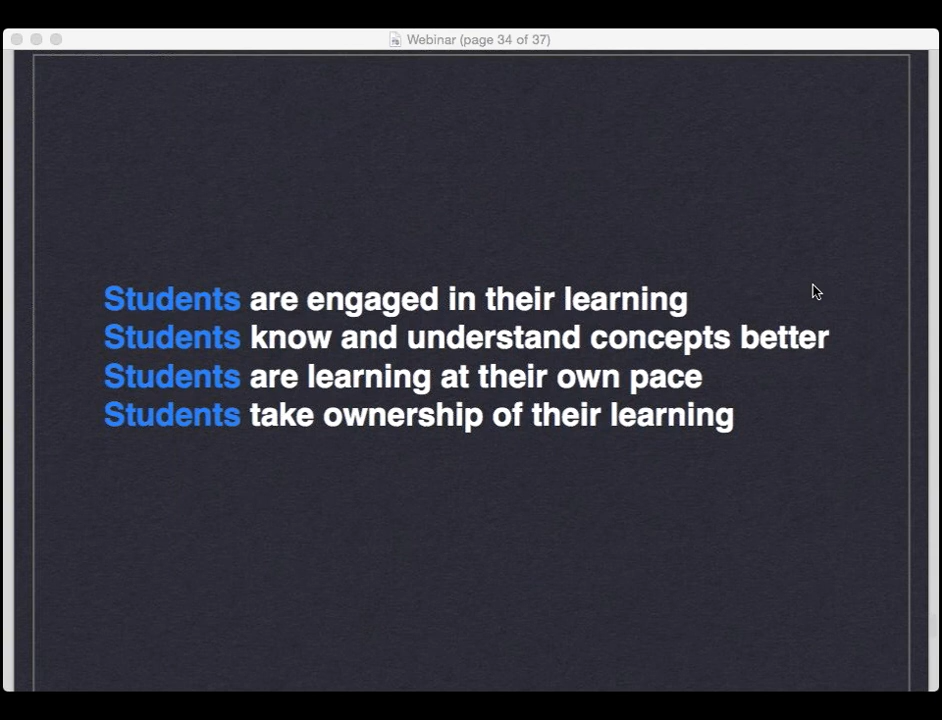 Webinar (page 34 of 37)
Students are engaged in their learning
Students know and understand concepts better
Students are learning at their own pace
Students take ownership of their learning